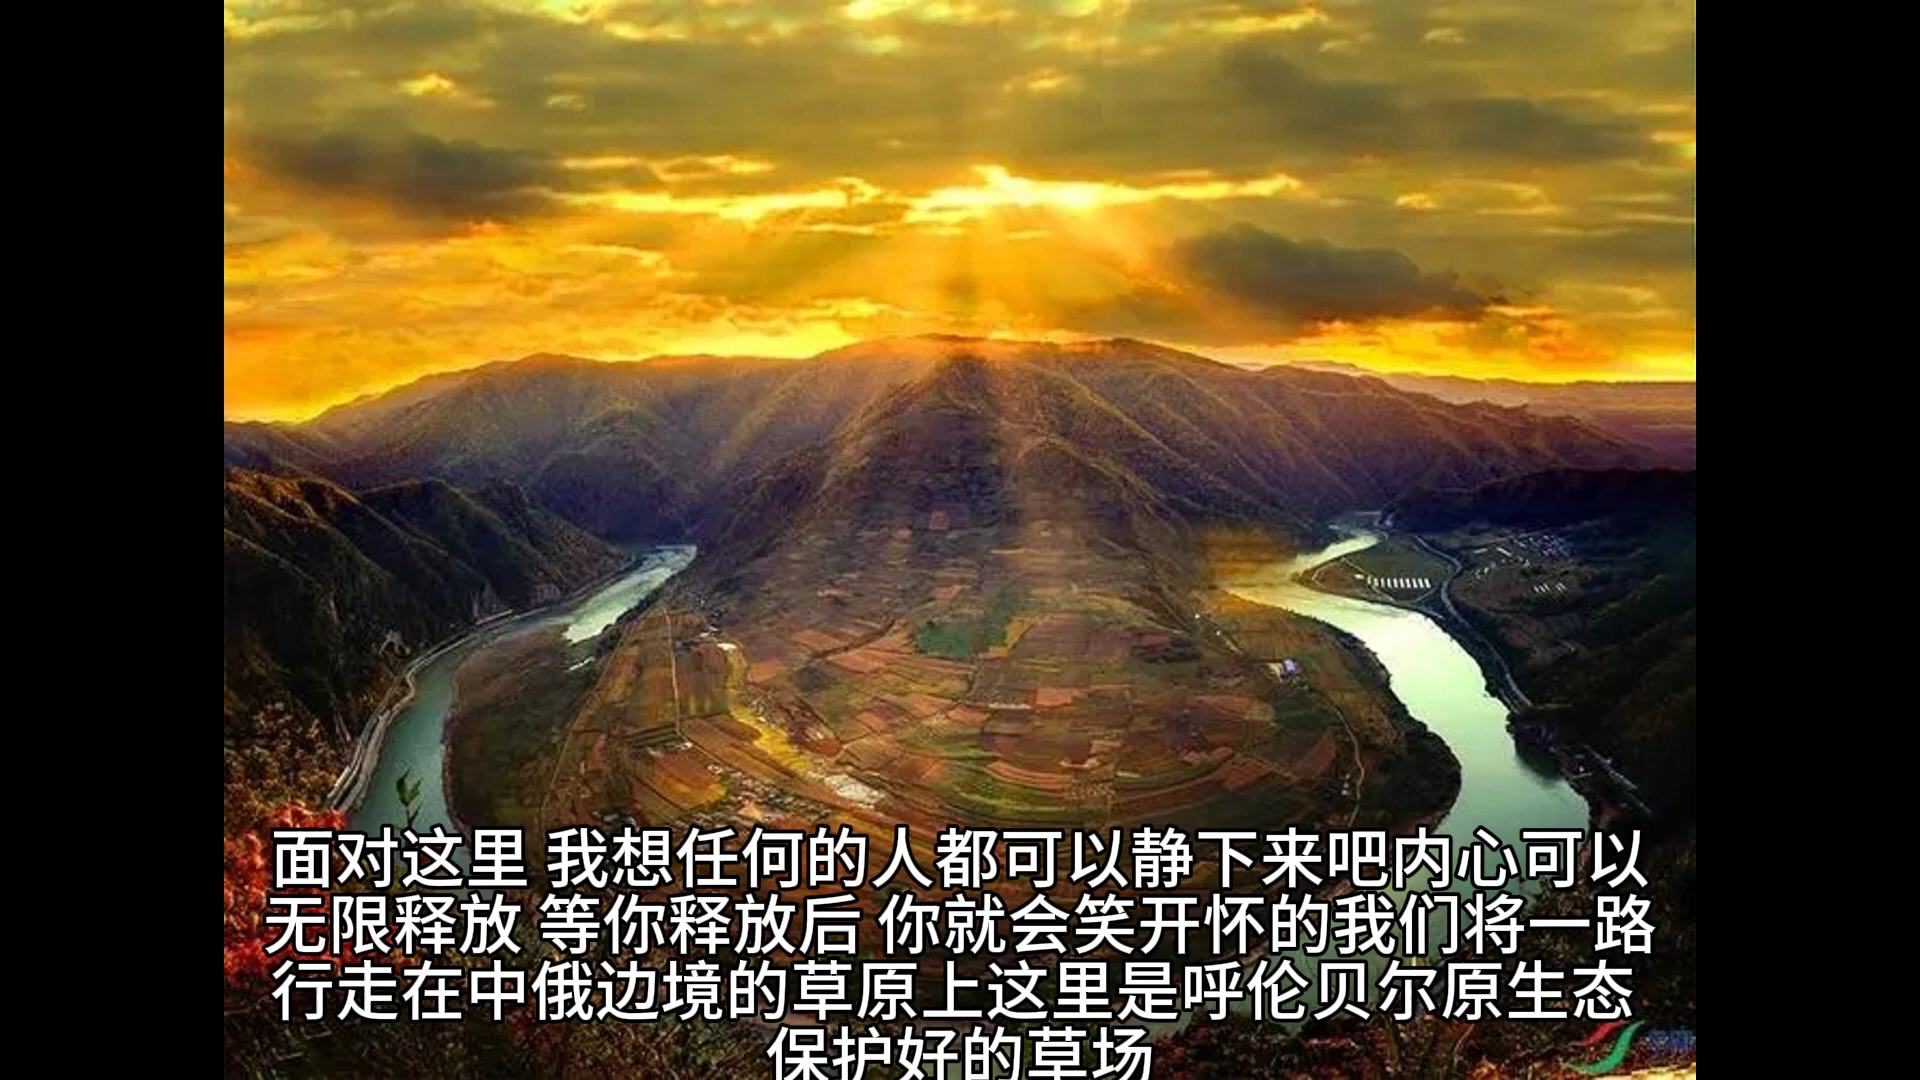 面对这里 我想任何的人都可以静下来吧内心可以
无限释放 等你释放后 你就会笑开怀的我们将一路
行走在中俄边境的草原上这里是呼伦贝尔原生态
保护好的草场